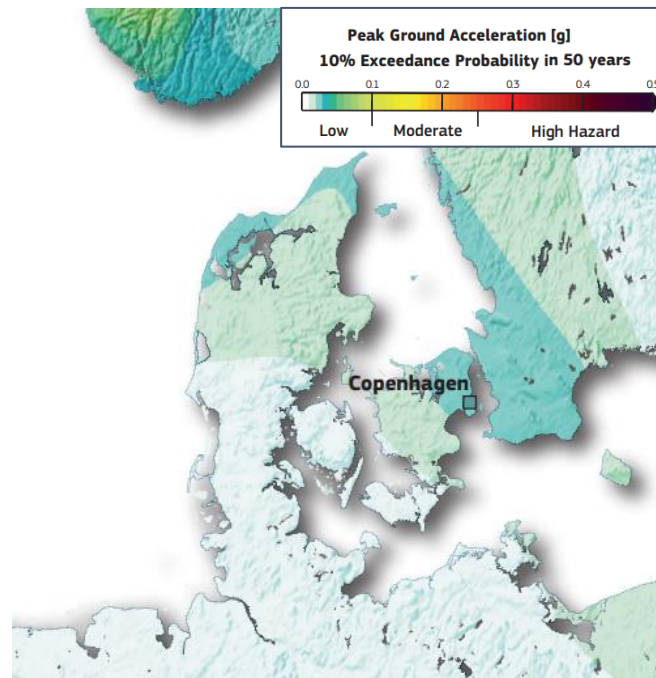 Peak Ground Acceleration [g]
10% Exceedance Probability in 50 years
0.0 0.1 0.2 0.3 0.4 0.5
Low Moderate High Hazard
Copenhagen